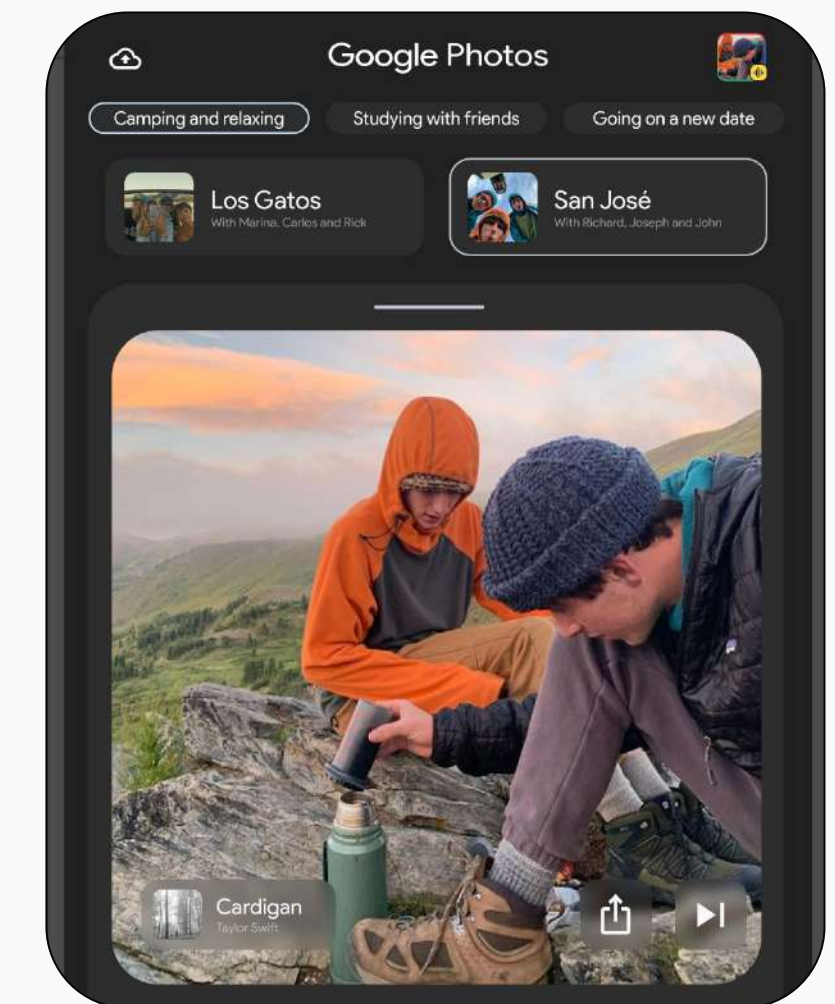 Google Photos
Camping and relaxing
Studying with friends
Going on a new date
Los Gatos
With Marina, Carlos and Rick
San José
With Richard, Joseph and John
Cardigan
Taylor Swift